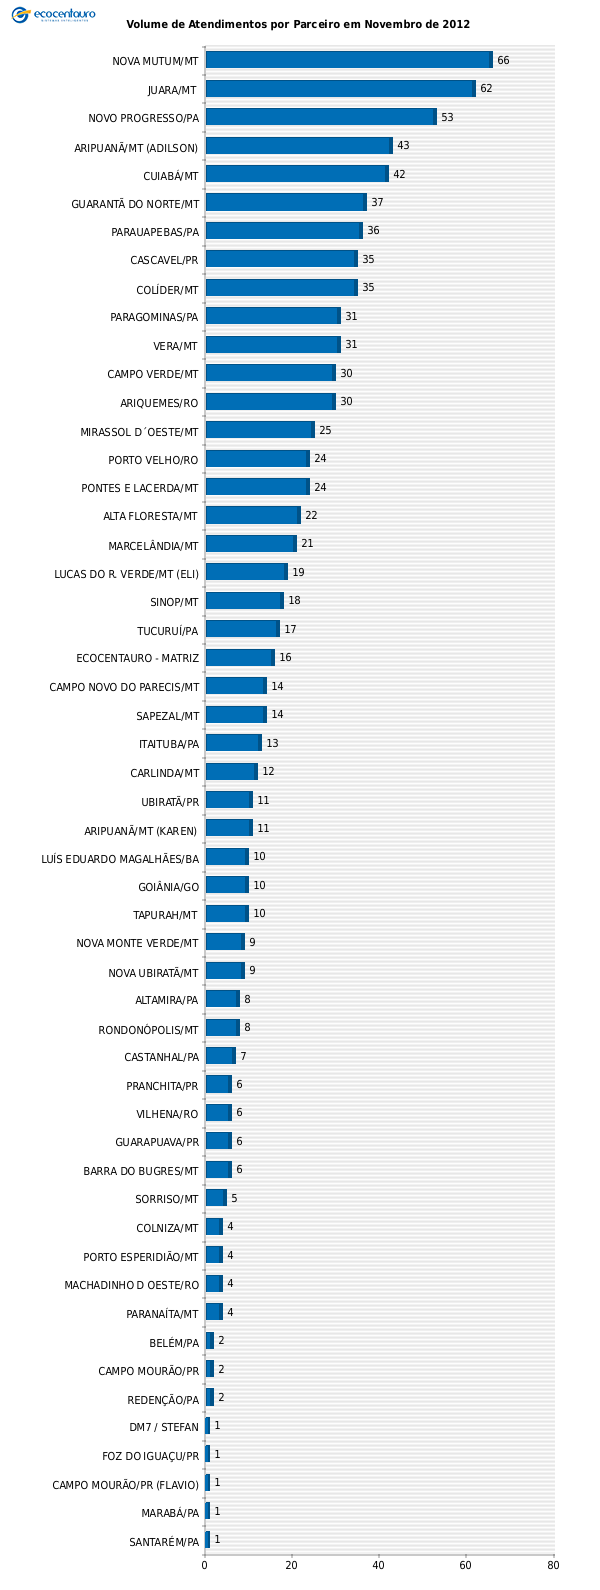 ecocentauro
Volume de Atendimentos por Parceiro em Novembro de 2012
NOVA MUTUM/MT 66
JUARA/MT 62
NOVO PROGRESSO/PA 53
ARIPUANÃ/MT (ADILSON) 43
CUIABÁ/MT 42
GUARANTÃ DO NORTE/MT 37
PARAUAPEBAS/PA 36
CASCAVEL/PR 35
COLÍDER/MT 35
PARAGOMINAS/PA 31
VERA/MT 31
CAMPO VERDE/MT 30
ARIQUEMES/RO 30
MIRASSOL D´OESTE/MT 25
PORTO VELHO/RO 24
PONTES E LACERDA/MT 24
ALTA FLORESTA/MT 22
MARCELÂNDIA/MT 21
LUCAS DO R. VERDE/MT (ELI) 19
SINOP/MT 18
TUCURUÍ/PA 17
ECOCENTAURO - MATRIZ 16
CAMPO NOVO DO PARECIS/MT 14
SAPEZAL/MT 14
ITAITUBA/PA 13
CARLINDA/MT 12
UBIRATÃ/PR 11
ARIPUANÃ/MT (KAREN) 11
LUÍS EDUARDO MAGALHÃES/BA 10
GOIÂNIA/GO 10
TAPURAH/MT 10
NOVA MONTE VERDE/MT 9
NOVA UBIRATÃ/MT 9
ALTAMIRA/PA 8
RONDONÓPOLIS/MT 8
CASTANHAL/PA 7
PRANCHITA/PR 6
VILHENA/RO 6
GUARAPUAVA/PR 6
BARRA DO BUGRES/MT 6
SORRISO/MT 5
COLNIZA/MT 4
PORTO ESPERIDIÃO/MT 4
MACHADINHO D OESTE/RO 4
PARANAÍTA/MT 4
BELÉM/PA 2
CAMPO MOURÃO/PR 2
REDENÇÃO/PA 2
DM7 / STEFAN 1
FOZ DO IGUAÇU/PR 1
CAMPO MOURÃO/PR (FLAVIO) 1
MARABÁ/PA 1
SANTARÉM/PA 1
0 20 40 60 80